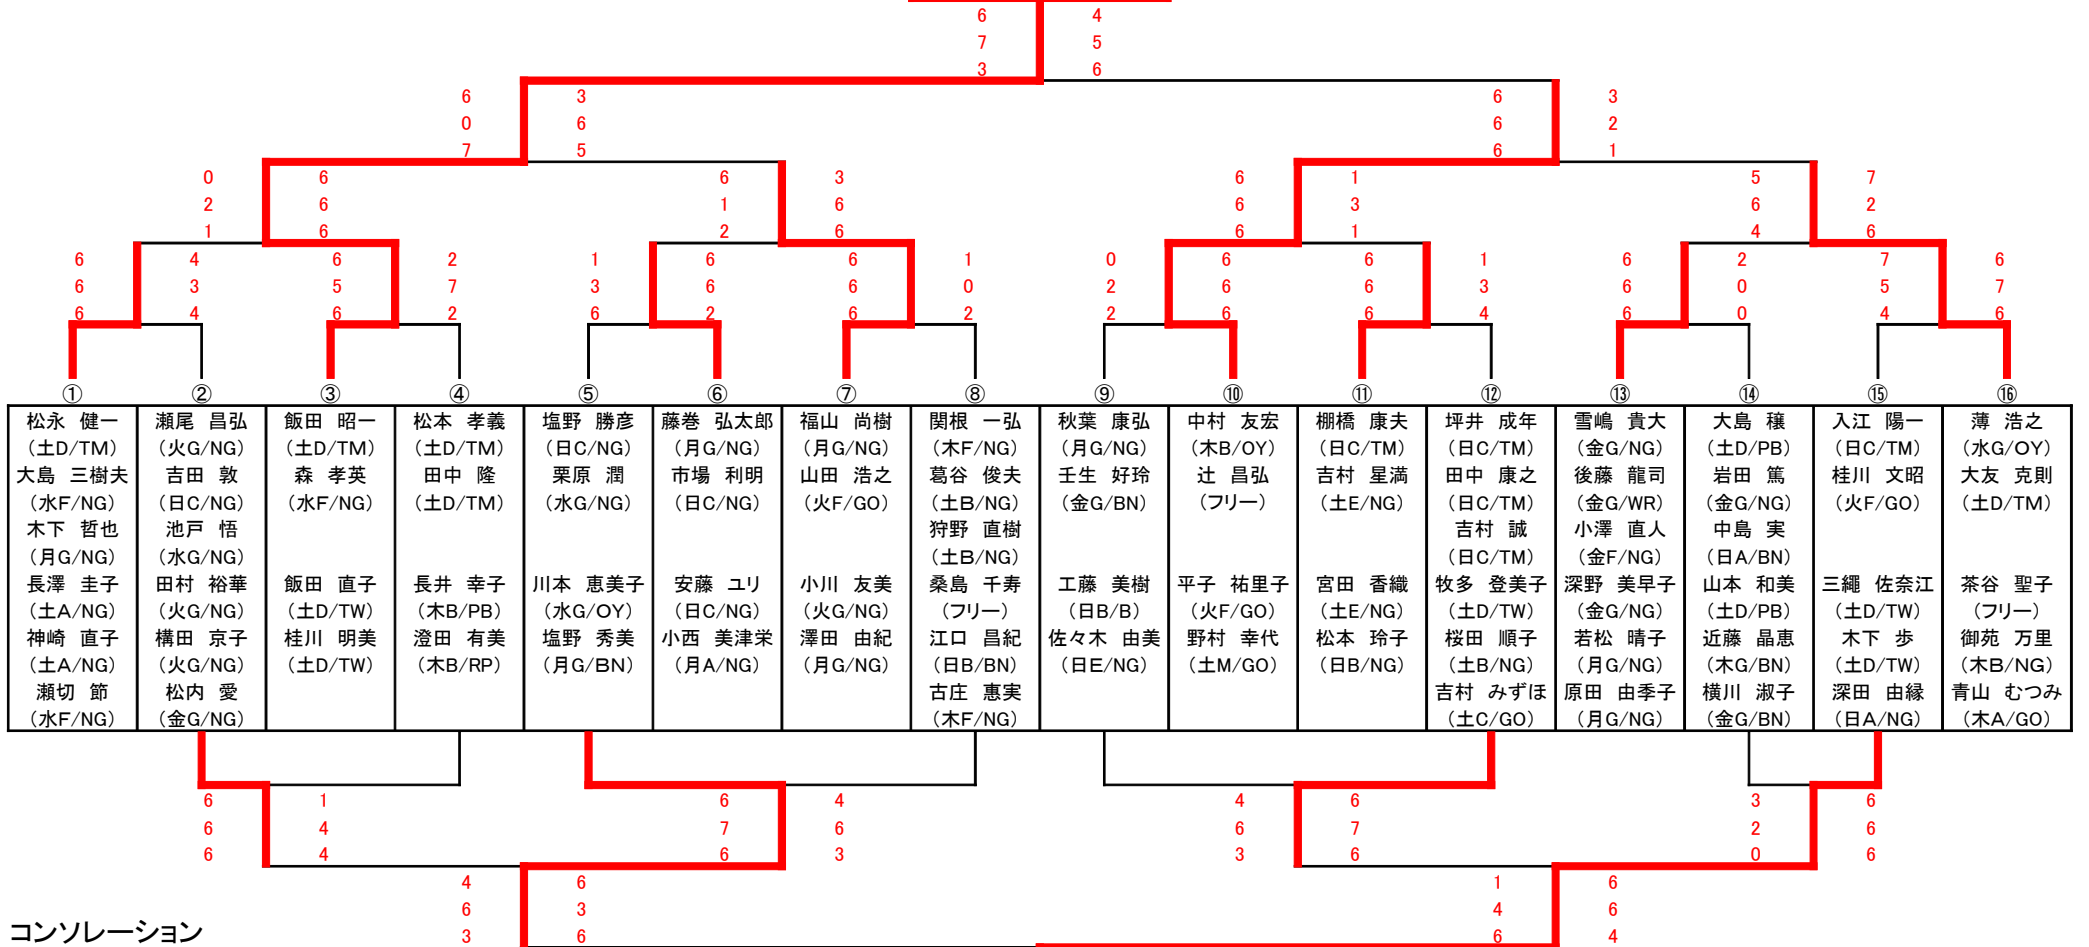 6 4
7 5
3 6
6 3 6 3
0 6 6 2
7 5 6 1
0 6 6 3 6 1 5 7
2 6 1 6 6 3 6 2
1 6 2 6 6 1 4 6
6 4 6 2 1 6 6 1 0 6 6 1 6 2 7 6
6 3 5 7 3 6 6 0 2 6 6 3 6 0 5 7
6 4 6 2 6 2 6 2 2 6 6 4 6 0 4 6
① ② ③ ④ ⑤ ⑥ ⑦ ⑧ ⑨ ⑩ ⑪ ⑫ ⑬ ⑭ ⑮ ⑯
松永 健一 瀬尾 昌弘 飯田 昭一 松本 孝義 塩野 勝彦 藤巻 弘太郎 福山 尚樹 関根 一弘 秋葉 康弘 中村 友宏 棚橋 康夫 坪井 成年 雪嶋 貴大 大島 穣 入江 陽一 薄 浩之
(土D/TM) (火G/NG) (土D/TM) (土D/TM) (日C/NG) (月G/NG) (月G/NG) (木F/NG) (月G/NG) (木B/OY) (日C/TM) (日C/TM) (金G/NG) (土D/PB) (日C/TM) (水G/OY)
大島 三樹夫 吉田 敦 森 孝英 田中 隆 栗原 潤 市場 利明 山田 浩之 葛谷 俊夫 壬生 好玲 辻 昌弘 吉村 星満 田中 康之 後藤 龍司 岩田 篤 桂川 文昭 大友 克則
(水F/NG) (日C/NG) (水F/NG) (土D/TM) (水G/NG) (日C/NG) (火F/GO) (土B/NG) (金G/BN) (フリー) (土E/NG) (日C/TM) (金G/WR) (金G/NG) (火F/GO) (土D/TM)
木下 哲也 池戸 悟 狩野 直樹 吉村 誠 小澤 直人 中島 実
(月G/NG) (水G/NG) (土B/NG) (日C/TM) (金F/NG) (日A/BN)
長澤 圭子 田村 裕華 飯田 直子 長井 幸子 川本 恵美子 安藤 ユリ 小川 友美 桑島 千寿 工藤 美樹 平子 祐里子 宮田 香織 牧多 登美子 深野 美早子 山本 和美 三縄 佐奈江 茶谷 聖子
(土A/NG) (火G/NG) (土D/TW) (木B/PB) (水G/OY) (日C/NG) (火G/NG) (フリー) (日B/B) (火F/GO) (土E/NG) (土D/TW) (金G/NG) (土D/PB) (土D/TW) (フリー)
神崎 直子 構田 京子 桂川 明美 澄田 有美 塩野 秀美 小西 美津栄 澤田 由紀 江口 昌紀 佐々木 由美 野村 幸代 松本 玲子 桜田 順子 若松 晴子 近藤 晶恵 木下 歩 御苑 万里
(土A/NG) (火G/NG) (土D/TW) (木B/RP) (月G/BN) (月A/NG) (月G/NG) (日B/BN) (日E/NG) (土M/GO) (日B/NG) (土B/NG) (月G/NG) (木G/BN) (土D/TW) (木B/NG)
瀬切 節 松内 愛 古庄 惠実 吉村 みずほ 原田 由季子 横川 淑子 深田 由縁 青山 むつみ
(水F/NG) (金G/NG) (木F/NG) (土C/GO) (月G/NG) (金G/BN) (日A/NG) (木A/GO)
6 1 6 4 4 6 3 6
6 4 7 6 6 7 2 6
6 4 6 3 3 6 0 6
4 6 1 6
6 3 4 6
3 6 6 4
コンソレーション